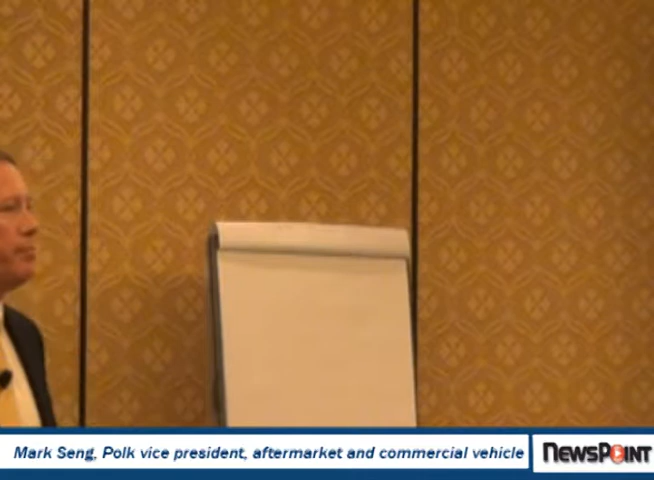 Mark Seng, Polk vice president, aftermarket and commercial vehicle
NEWSPOINT